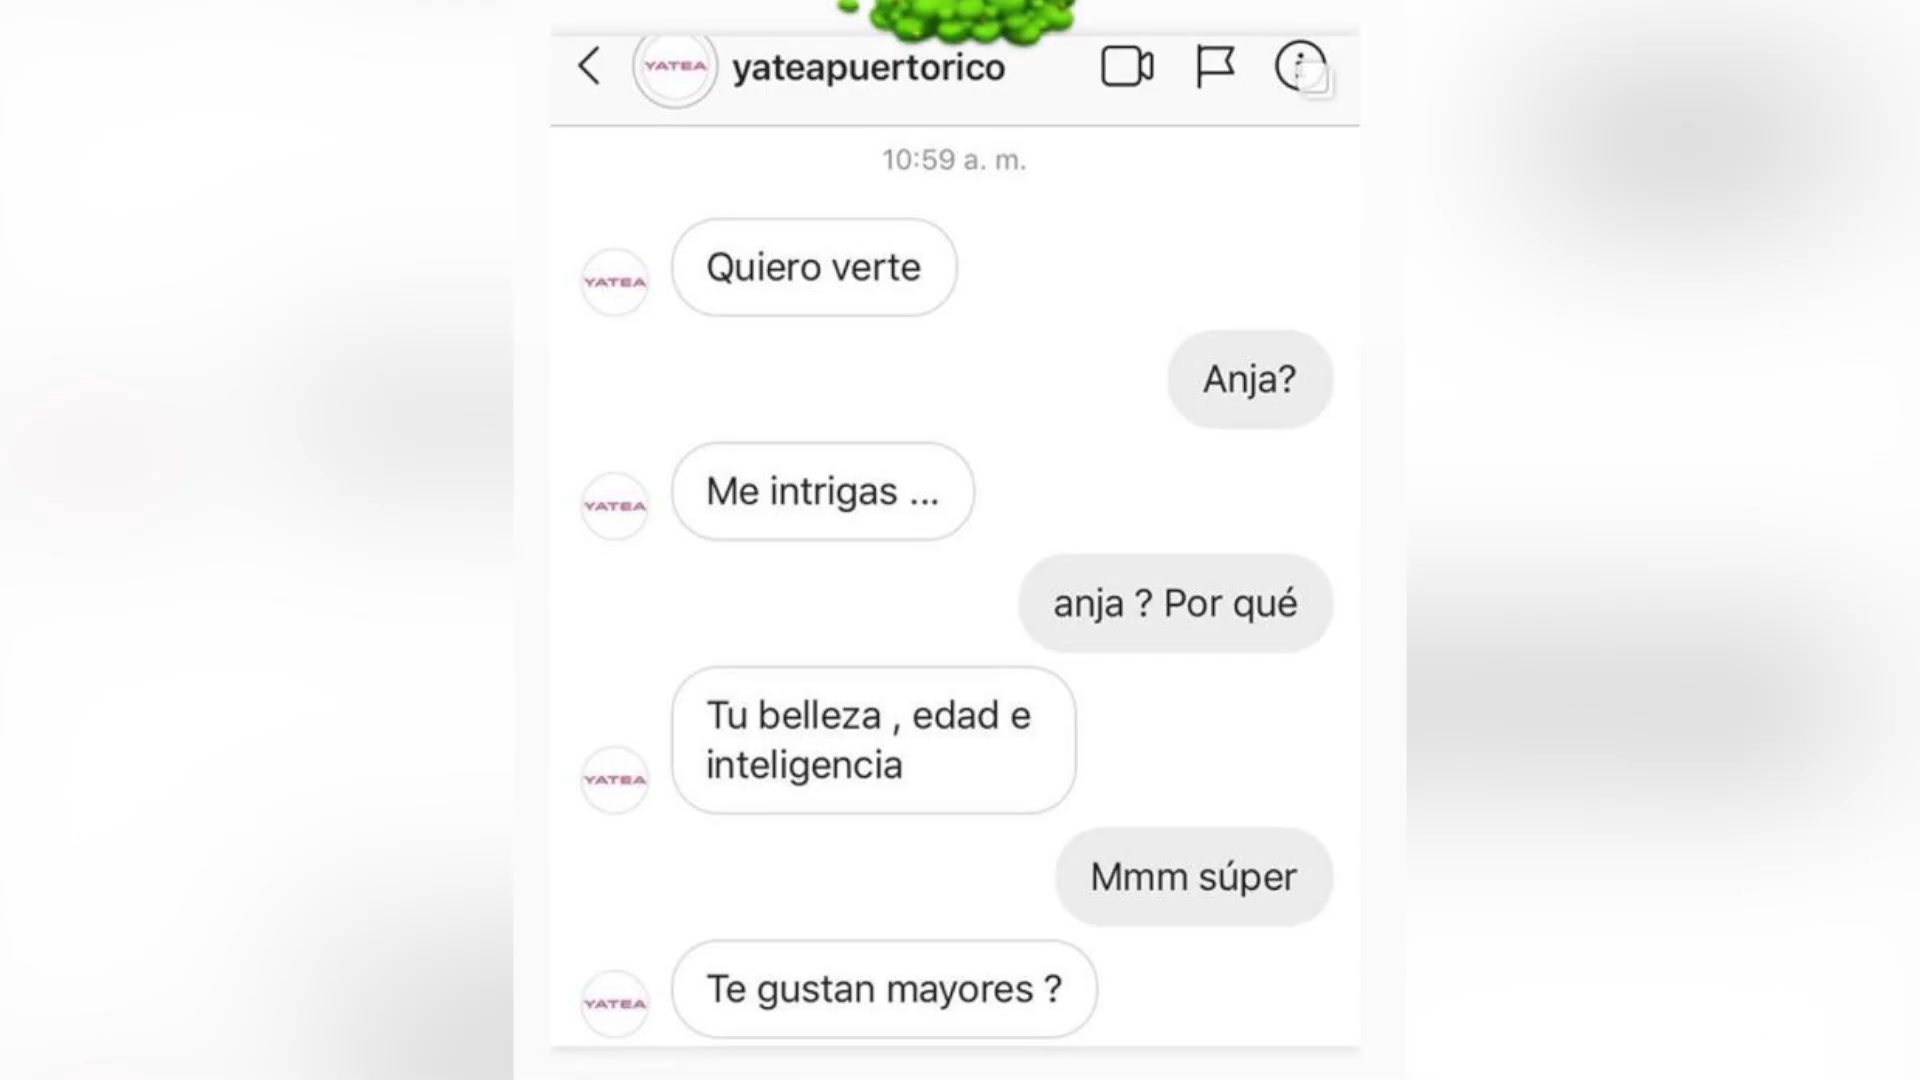 YATEA
yateapuertorico
10:59 a. m.
YATEA
Quiero verte
Anja?
YATEA
Me intrigas ...
anja ? Por qué
Tu belleza , edad e
inteligencia
YATEA
Mmm súper
YATEA
Te gustan mayores ?